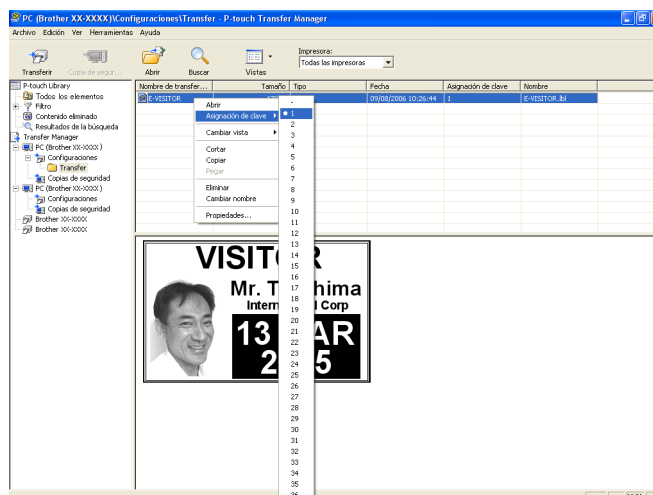 PC (Brother XX-XXXX)\Configuraciones\Transfer - P-touch Transfer Manager
Archivo Edición Ver Herramientas Ayuda
Transferir Copia de segur... Abrir Buscar Vistas
Impresora:
Todas las impresoras
P-touch Library
Todos los elementos
Filtro
Contenido eliminado
Resultados de la búsqueda
Transfer Manager
PC (Brother XX-XXXX)
Configuraciones
Transfer
Copias de seguridad
PC (Brother XX-XXXX)
Configuraciones
Copias de seguridad
Brother XX-XXXX
Brother XX-XXXX
Nombre de transfer... Tamaño Tipo Fecha Asignación de clave Nombre
E-VISITOR 09/08/2006 10:26:44 1 E-VISITOR.lbl
Abrir
Asignación de clave
Cambiar vista
Cortar
Copiar
Pegar
Eliminar
Cambiar nombre
Propiedades...
-
1
2
3
4
5
6
7
8
9
10
11
12
13
14
15
16
17
18
19
20
21
22
23
24
25
26
27
28
29
30
31
32
33
34
35
36
VISIT R
Mr. T hima
Intern l Corp
13 AR
2 5